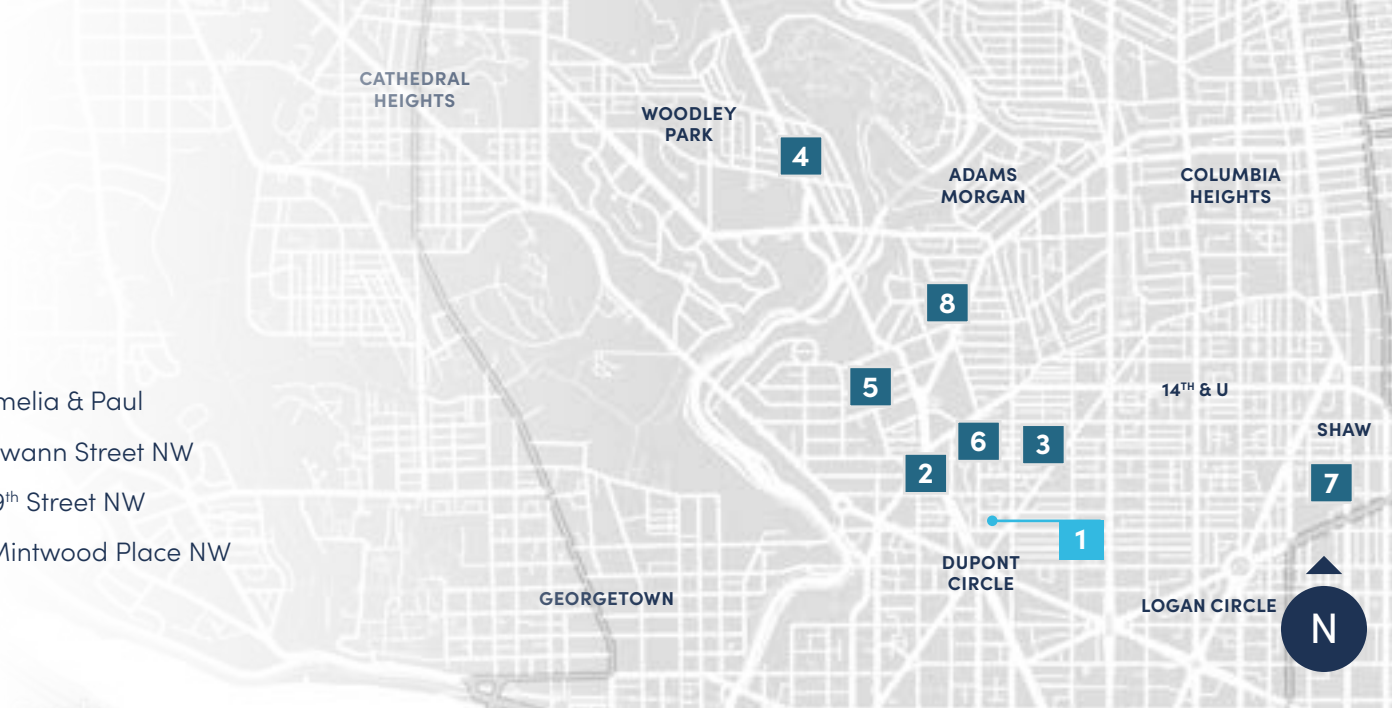 CATHEDRAL
HEIGHTS
WOODLEY
PARK
4
ADAMS
MORGAN
COLUMBIA
HEIGHTS
8
5
14TH & U
melia & Paul
SHAW
6
3
wann Street NW
2
7
9th Street NW
1
Mintwood Place NW
DUPONT
CIRCLE
GEORGETOWN
LOGAN CIRCLE
N